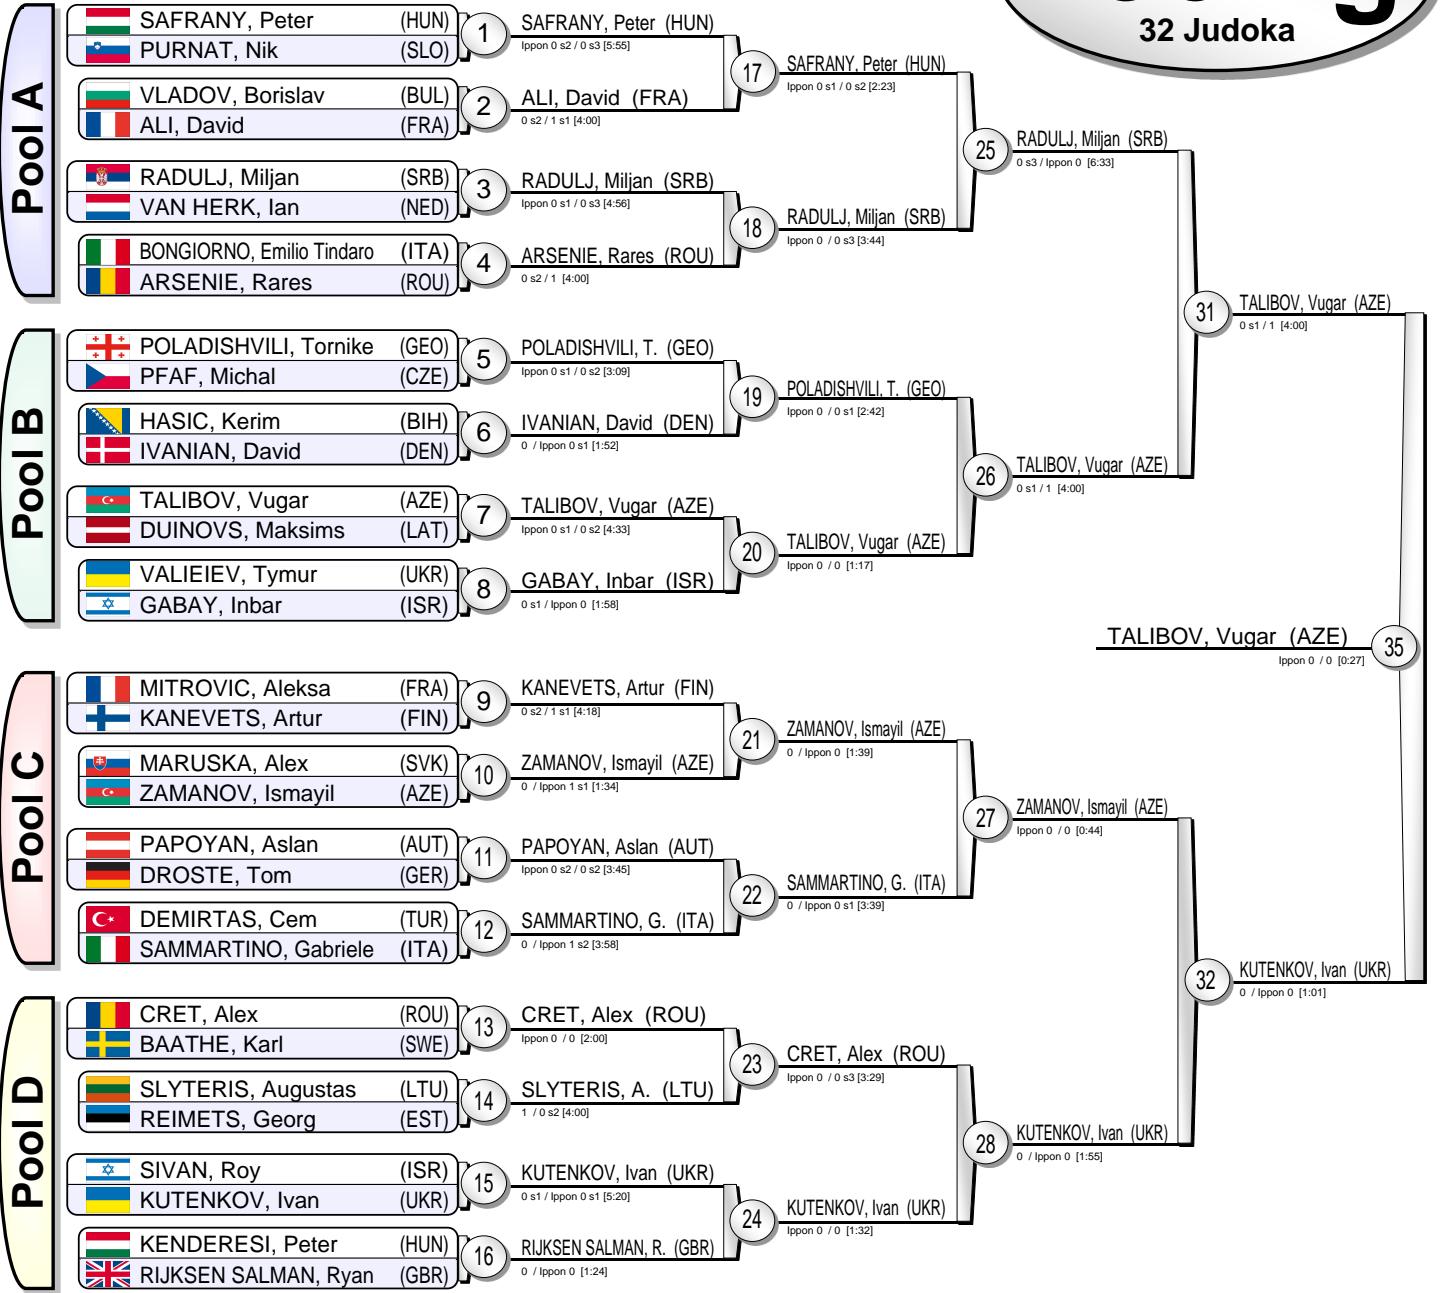 32 Judoka
Pool A
SAFRANY, Peter (HUN)
PURNAT, Nik (SLO)
1
SAFRANY, Peter (HUN)
Ippon 0 s2 / 0 s3 [5:55]
VLADOV, Borislav (BUL)
ALI, David (FRA)
2
ALI, David (FRA)
0 s2 / 1 s1 [4:00]
17
SAFRANY, Peter (HUN)
Ippon 0 s1 / 0 s2 [2:23]
RADULJ, Miljan (SRB)
VAN HERK, Ian (NED)
3
RADULJ, Miljan (SRB)
Ippon 0 s1 / 0 s3 [4:56]
BONGIORNO, Emilio Tindaro (ITA)
ARSENIE, Rares (ROU)
4
ARSENIE, Rares (ROU)
0 s2 / 1 [4:00]
18
RADULJ, Miljan (SRB)
Ippon 0 / 0 s3 [3:44]
25
RADULJ, Miljan (SRB)
0 s3 / Ippon 0 [6:33]
Pool B
POLADISHVILI, Tornike (GEO)
PFAF, Michal (CZE)
5
POLADISHVILI, T. (GEO)
Ippon 0 s1 / 0 s2 [3:09]
HASIC, Kerim (BIH)
IVANIAN, David (DEN)
6
IVANIAN, David (DEN)
0 / Ippon 0 s1 [1:52]
19
POLADISHVILI, T. (GEO)
Ippon 0 / 0 s1 [2:42]
TALIBOV, Vugar (AZE)
DUINOVS, Maksims (LAT)
7
TALIBOV, Vugar (AZE)
Ippon 0 s1 / 0 s2 [4:33]
VALIEIEV, Tymur (UKR)
GABAY, Inbar (ISR)
8
GABAY, Inbar (ISR)
0 s1 / Ippon 0 [1:58]
20
TALIBOV, Vugar (AZE)
Ippon 0 / 0 [1:17]
26
TALIBOV, Vugar (AZE)
0 s1 / 1 [4:00]
31
TALIBOV, Vugar (AZE)
0 s1 / 1 [4:00]
TALIBOV, Vugar (AZE)
35
Ippon 0 / 0 [0:27]
Pool C
MITROVIC, Aleksa (FRA)
KANEVETS, Artur (FIN)
9
KANEVETS, Artur (FIN)
0 s2 / 1 s1 [4:18]
MARUSKA, Alex (SVK)
ZAMANOV, Ismayil (AZE)
10
ZAMANOV, Ismayil (AZE)
0 / Ippon 1 s1 [1:34]
21
ZAMANOV, Ismayil (AZE)
0 / Ippon 0 [1:39]
PAPOYAN, Aslan (AUT)
DROSTE, Tom (GER)
11
PAPOYAN, Aslan (AUT)
Ippon 0 s2 / 0 s2 [3:45]
DEMIRTAS, Cem (TUR)
SAMMARTINO, Gabriele (ITA)
12
SAMMARTINO, G. (ITA)
0 / Ippon 1 s2 [3:58]
22
SAMMARTINO, G. (ITA)
0 / Ippon 0 s1 [3:39]
27
ZAMANOV, Ismayil (AZE)
Ippon 0 / 0 [0:44]
Pool D
CRET, Alex (ROU)
BAATHE, Karl (SWE)
13
CRET, Alex (ROU)
Ippon 0 / 0 [2:00]
SLYTERIS, Augustas (LTU)
REIMETS, Georg (EST)
14
SLYTERIS, A. (LTU)
1 / 0 s2 [4:00]
23
CRET, Alex (ROU)
Ippon 0 / 0 s3 [3:29]
SIVAN, Roy (ISR)
KUTENKOV, Ivan (UKR)
15
KUTENKOV, Ivan (UKR)
0 s1 / Ippon 0 s1 [5:20]
KENDERESI, Peter (HUN)
RIJKSEN SALMAN, Ryan (GBR)
16
RIJKSEN SALMAN, R. (GBR)
0 / Ippon 0 [1:24]
24
KUTENKOV, Ivan (UKR)
Ippon 0 / 0 [1:32]
28
KUTENKOV, Ivan (UKR)
0 / Ippon 0 [1:55]
32
KUTENKOV, Ivan (UKR)
0 / Ippon 0 [1:01]